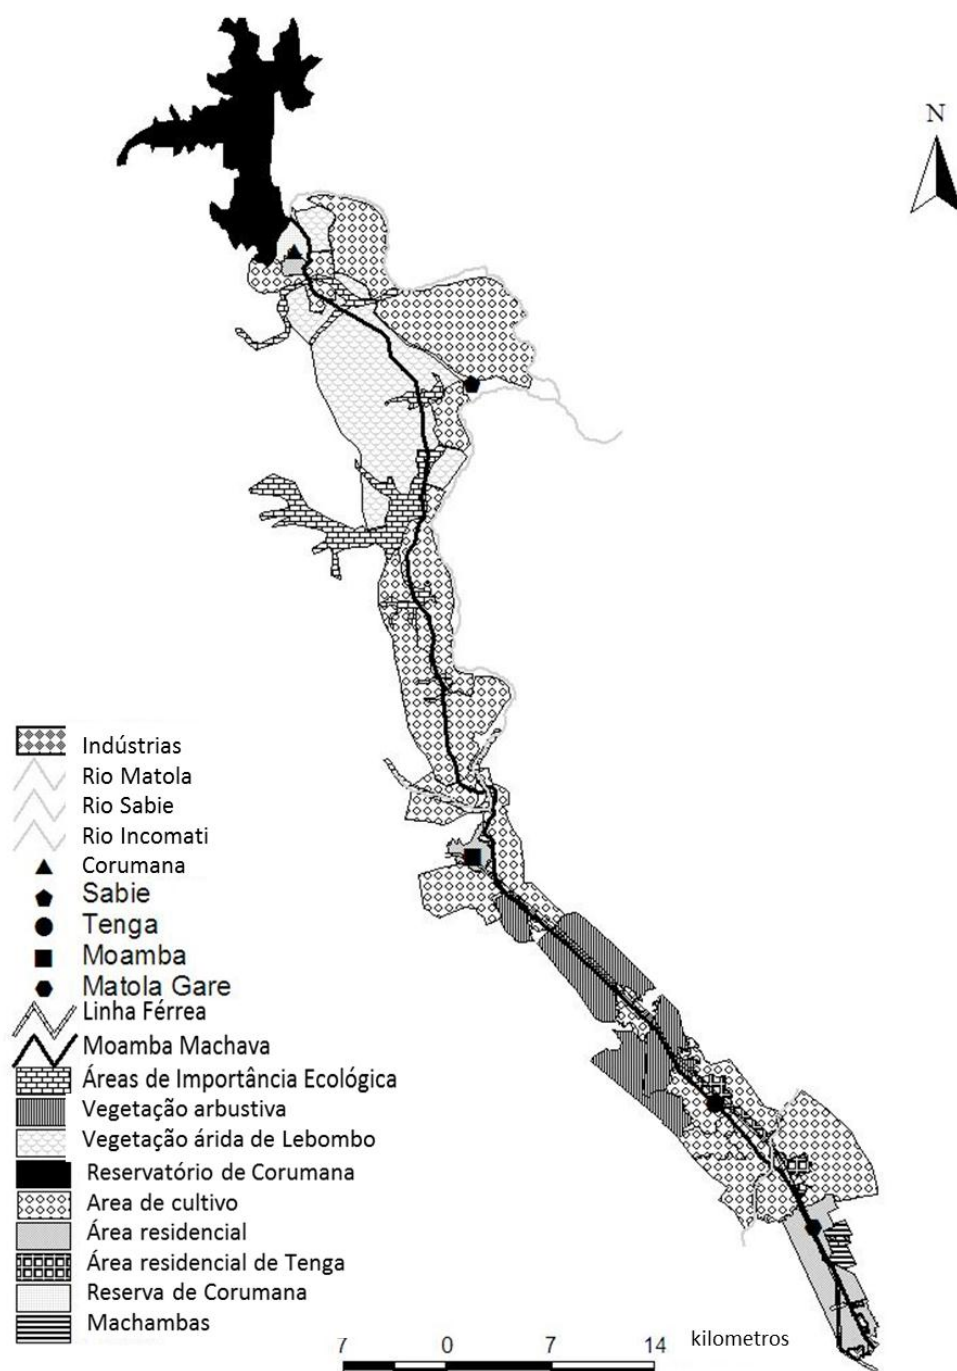 N
Indústrias
Rio Matola
Rio Sabie
Rio Incomati
Corumana
Sabie
Tenga
Moamba
Matola Gare
Linha Férrea
Moamba Machava
Áreas de Importância Ecológica
Vegetação arbustiva
Vegetação árida de Lebombo
Reservatório de Corumana
Area de cultivo
Área residencial
Área residencial de Tenga
Reserva de Corumana
Machambas
7 0 7 14 kilometros